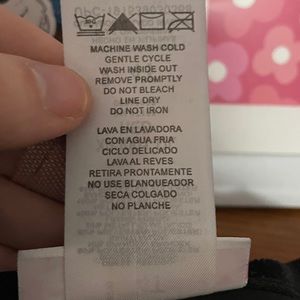 MACHINE WASH COLD
GENTLE CYCLE
WASH INSIDE OUT
REMOVE PROMPTLY
DO NOT BLEACH
LINE DRY
DO NOT IRON
LAVA EN LAVADORA
CON AGUA FRIA
CICLO DELICADO
LAVA AL REVES
RETIRA PRONTAMENTE
NO USE BLANQUEADOR
SECA COLGADO
NO PLANCHE